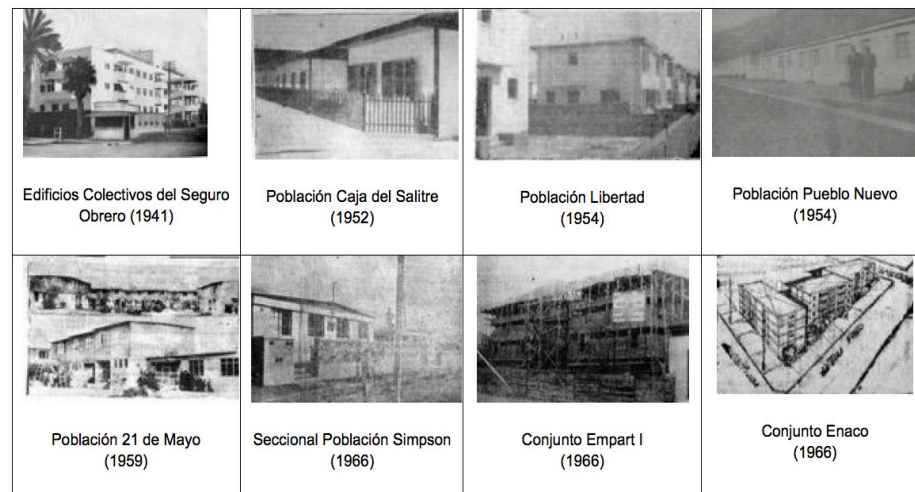 Edificios Colectivos del Seguro
Obrero (1941)
Población Caja del Salitre
(1952)
Población Libertad
(1954)
Población Pueblo Nuevo
(1954)
Población 21 de Mayo
(1959)
Seccional Población Simpson
(1966)
Conjunto Empart I
(1966)
Conjunto Enaco
(1966)